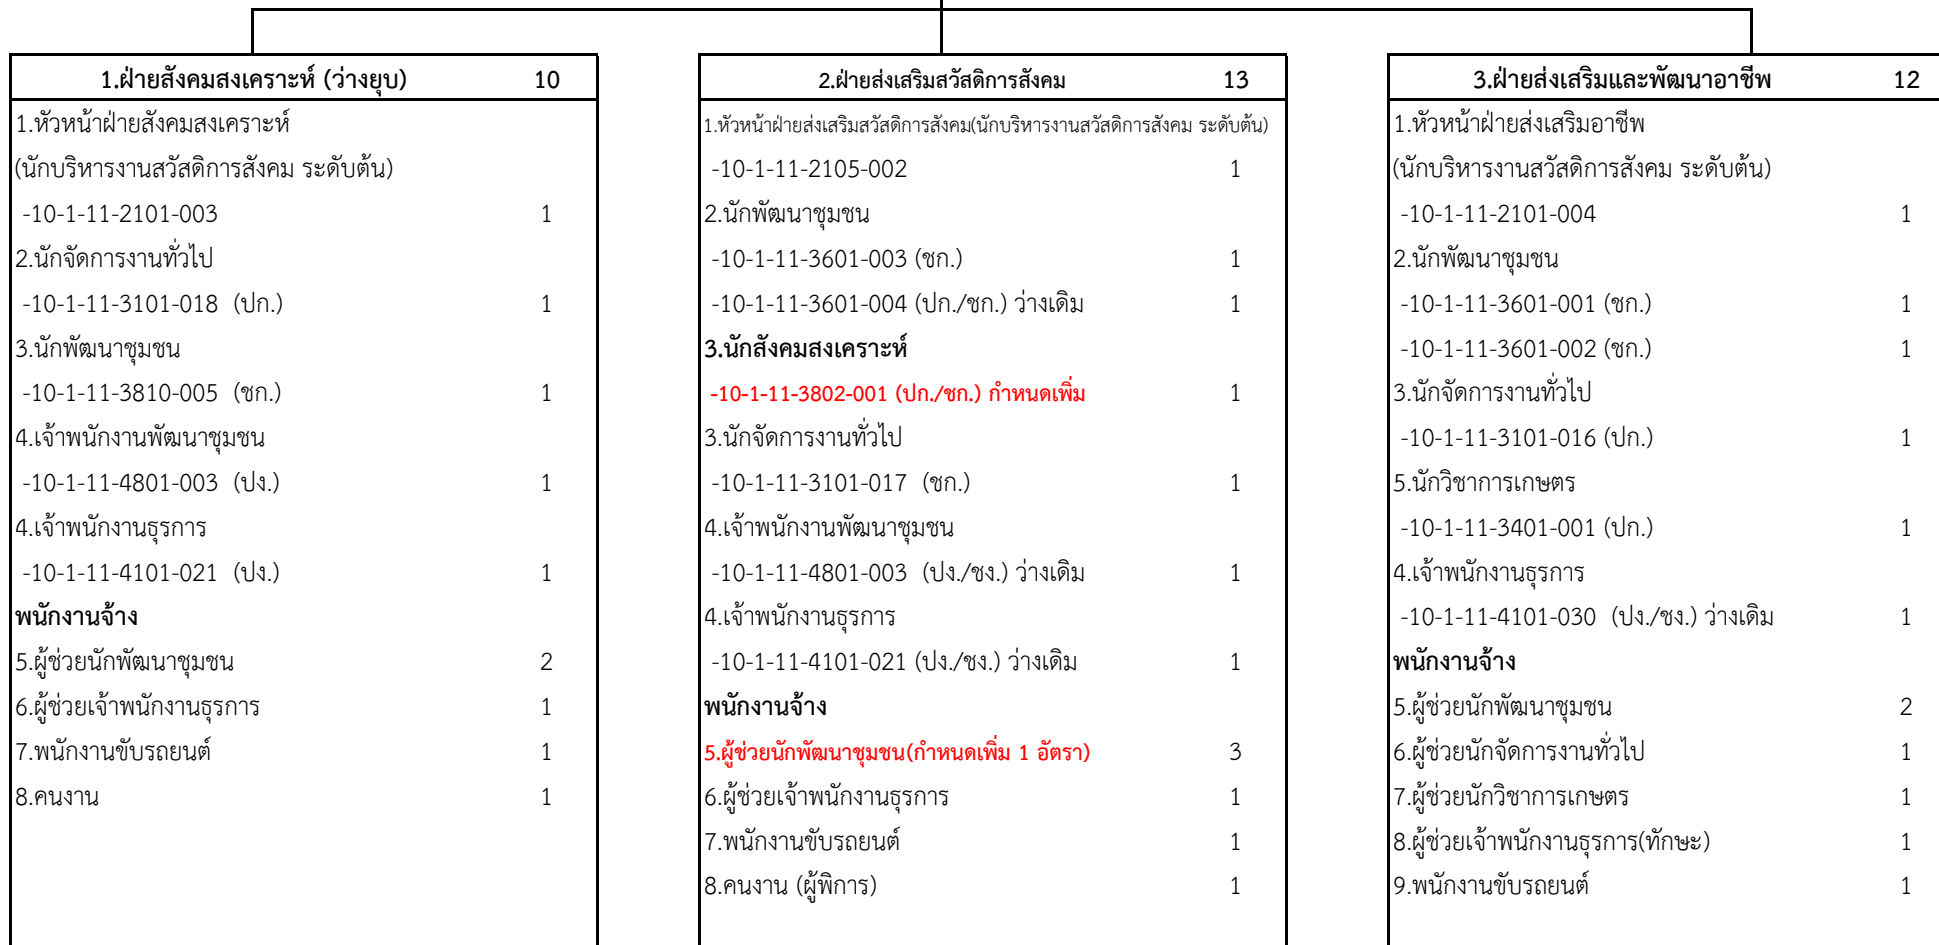 1.ฝ่ายสังคมสงเคราะห์ (ว่างยุบ) 10
1.หัวหน้าฝ่ายสังคมสงเคราะห์
(นักบริหารงานสวัสดิการสังคม ระดับต้น)
-10-1-11-2101-003 1
2.นักจัดการงานทั่วไป
-10-1-11-3101-018 (ปก.) 1
3.นักพัฒนาชุมชน
-10-1-11-3810-005 (ชก.) 1
4.เจ้าพนักงานพัฒนาชุมชน
-10-1-11-4801-003 (ปง.) 1
4.เจ้าพนักงานธุรการ
-10-1-11-4101-021 (ปง.) 1
พนักงานจ้าง
5.ผู้ช่วยนักพัฒนาชุมชน 2
6.ผู้ช่วยเจ้าพนักงานธุรการ 1
7.พนักงานขับรถยนต์ 1
8.คนงาน 1
2.ฝ่ายส่งเสริมสวัสดิการสังคม 13
1.หัวหน้าฝ่ายส่งเสริมสวัสดิการสังคม(นักบริหารงานสวัสดิการสังคม ระดับต้น)
-10-1-11-2105-002 1
2.นักพัฒนาชุมชน
-10-1-11-3601-003 (ชก.) 1
-10-1-11-3601-004 (ปก./ชก.) ว่างเดิม 1
3.นักสังคมสงเคราะห์
-10-1-11-3802-001 (ปก./ชก.) กำหนดเพิ่ม 1
3.นักจัดการงานทั่วไป
-10-1-11-3101-017 (ชก.) 1
4.เจ้าพนักงานพัฒนาชุมชน
-10-1-11-4801-003 (ปง./ชง.) ว่างเดิม 1
4.เจ้าพนักงานธุรการ
-10-1-11-4101-021 (ปง./ชง.) ว่างเดิม 1
พนักงานจ้าง
5.ผู้ช่วยนักพัฒนาชุมชน(กำหนดเพิ่ม 1 อัตรา) 3
6.ผู้ช่วยเจ้าพนักงานธุรการ 1
7.พนักงานขับรถยนต์ 1
8.คนงาน (ผู้พิการ) 1
3.ฝ่ายส่งเสริมและพัฒนาอาชีพ 12
1.หัวหน้าฝ่ายส่งเสริมอาชีพ
(นักบริหารงานสวัสดิการสังคม ระดับต้น)
-10-1-11-2101-004 1
2.นักพัฒนาชุมชน
-10-1-11-3601-001 (ชก.) 1
-10-1-11-3601-002 (ชก.) 1
3.นักจัดการงานทั่วไป
-10-1-11-3101-016 (ปก.) 1
5.นักวิชาการเกษตร
-10-1-11-3401-001 (ปก.) 1
4.เจ้าพนักงานธุรการ
-10-1-11-4101-030 (ปง./ชง.) ว่างเดิม 1
พนักงานจ้าง
5.ผู้ช่วยนักพัฒนาชุมชน 2
6.ผู้ช่วยนักจัดการงานทั่วไป 1
7.ผู้ช่วยนักวิชาการเกษตร 1
8.ผู้ช่วยเจ้าพนักงานธุรการ(ทักษะ) 1
9.พนักงานขับรถยนต์ 1